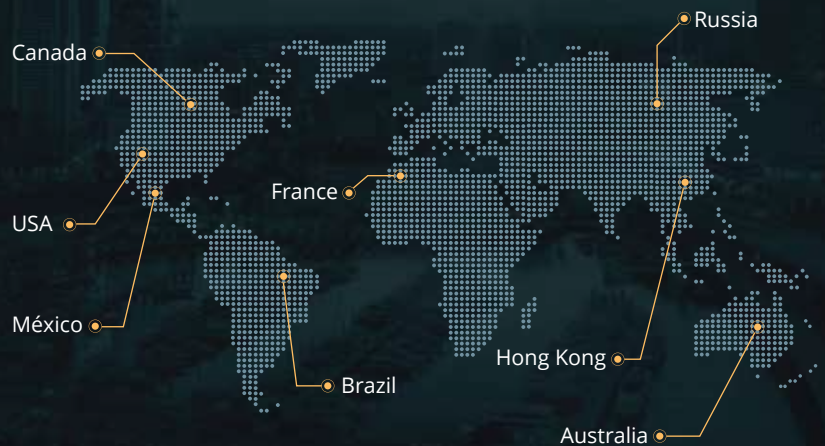 Russia
Canada
France
USA
México
Hong Kong
Brazil
Australia